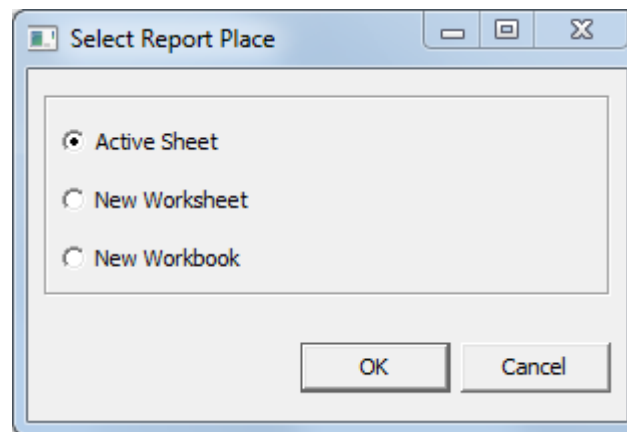 Select Report Place
Active Sheet
New Worksheet
New Workbook
OK Cancel